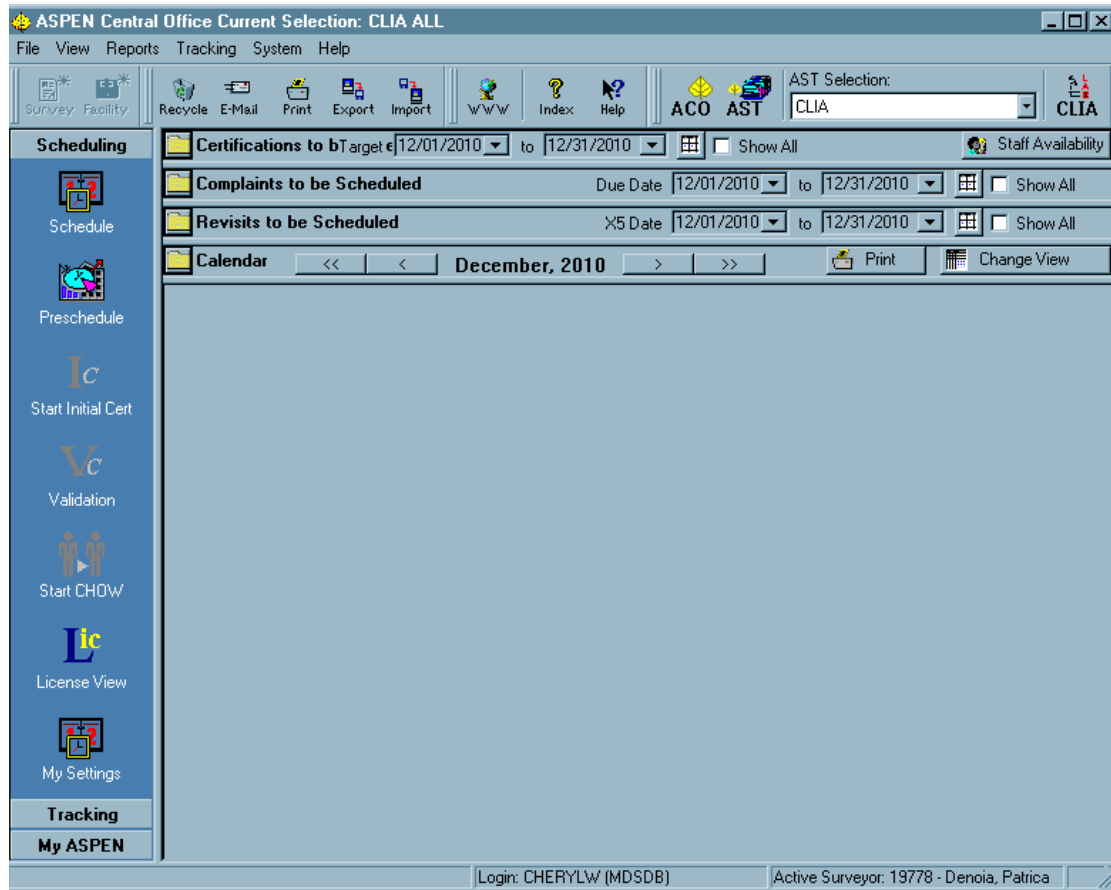 ASPEN Central Office Current Selection: CLIA ALL
File View Reports Tracking System Help
Survey Facility Recycle E-Mail Print Export Import WWW Index Help ACO AST AST Selection: CLIA CLIA
Scheduling
Schedule
Preschedule
Ic
Start Initial Cert
Vc
Validation
Start CHOW
Lic
License View
My Settings
Tracking
My ASPEN
Certifications to b Target e 12/01/2010 to 12/31/2010 Show All Staff Availability
Complaints to be Scheduled Due Date 12/01/2010 to 12/31/2010 Show All
Revisits to be Scheduled X5 Date 12/01/2010 to 12/31/2010 Show All
Calendar << < December, 2010 > >> Print Change View
Login: CHERYLW (MDSDB) Active Surveyor: 19778 - Denoia, Patrica